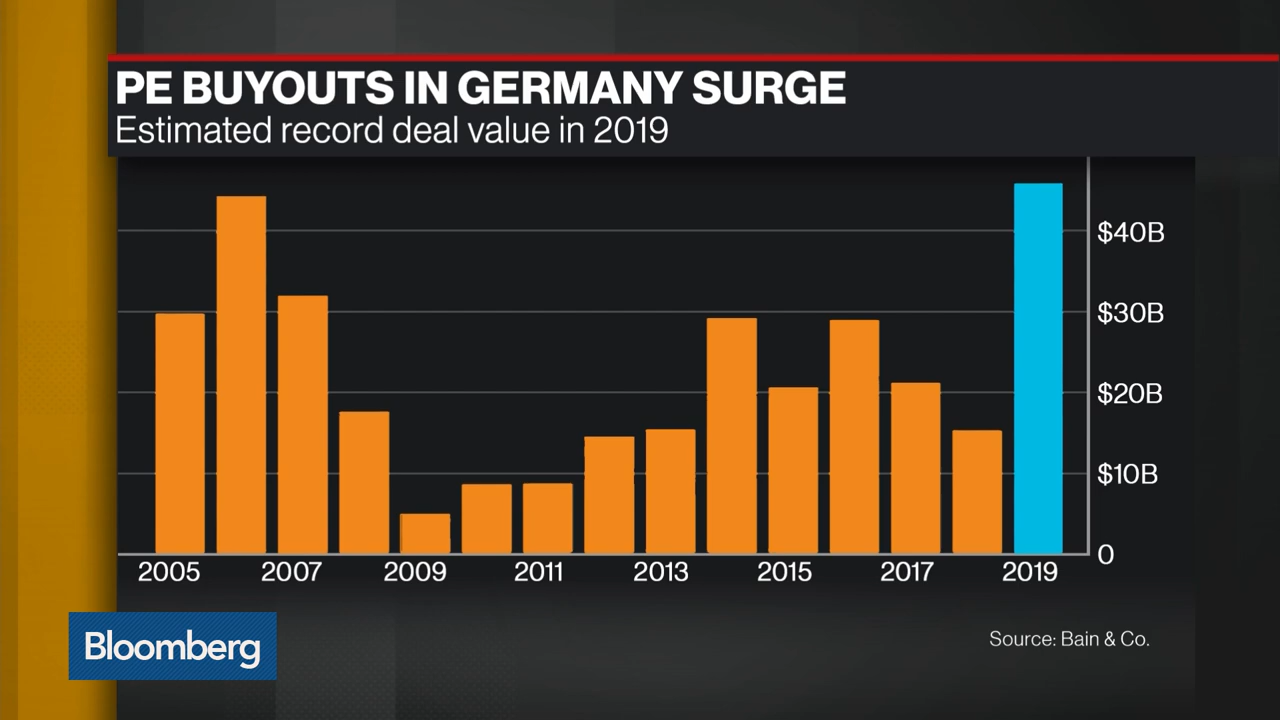 PE BUYOUTS IN GERMANY SURGE
Estimated record deal value in 2019
$40B
$30B
$20B
$10B
0
2005 2007 2009 2011 2013 2015 2017 2019
Source: Bain & Co.
Bloomberg